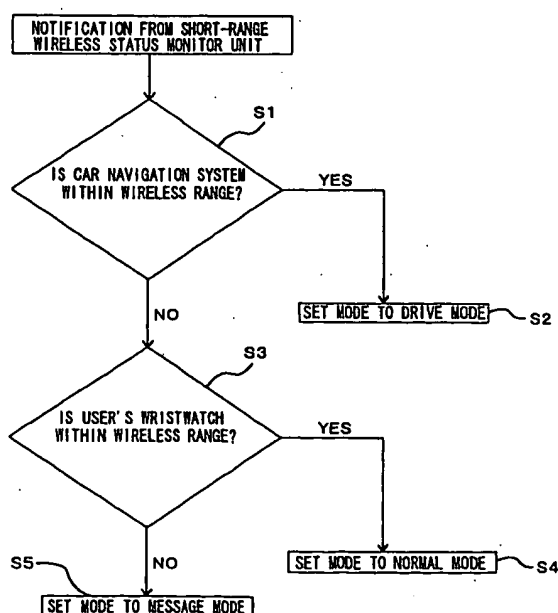 NOTIFICATION FROM SHORT-RANGE
WIRELESS STATUS MONITOR UNIT
S1
IS CAR NAVIGATION SYSTEM
WITHIN WIRELESS RANGE?
YES
SET MODE TO DRIVE MODE
S2
NO
S3
IS USER'S WRISTWATCH
WITHIN WIRELESS RANGE?
YES
SET MODE TO NORMAL MODE
S4
NO
S5
SET MODE TO MESSAGE MODE